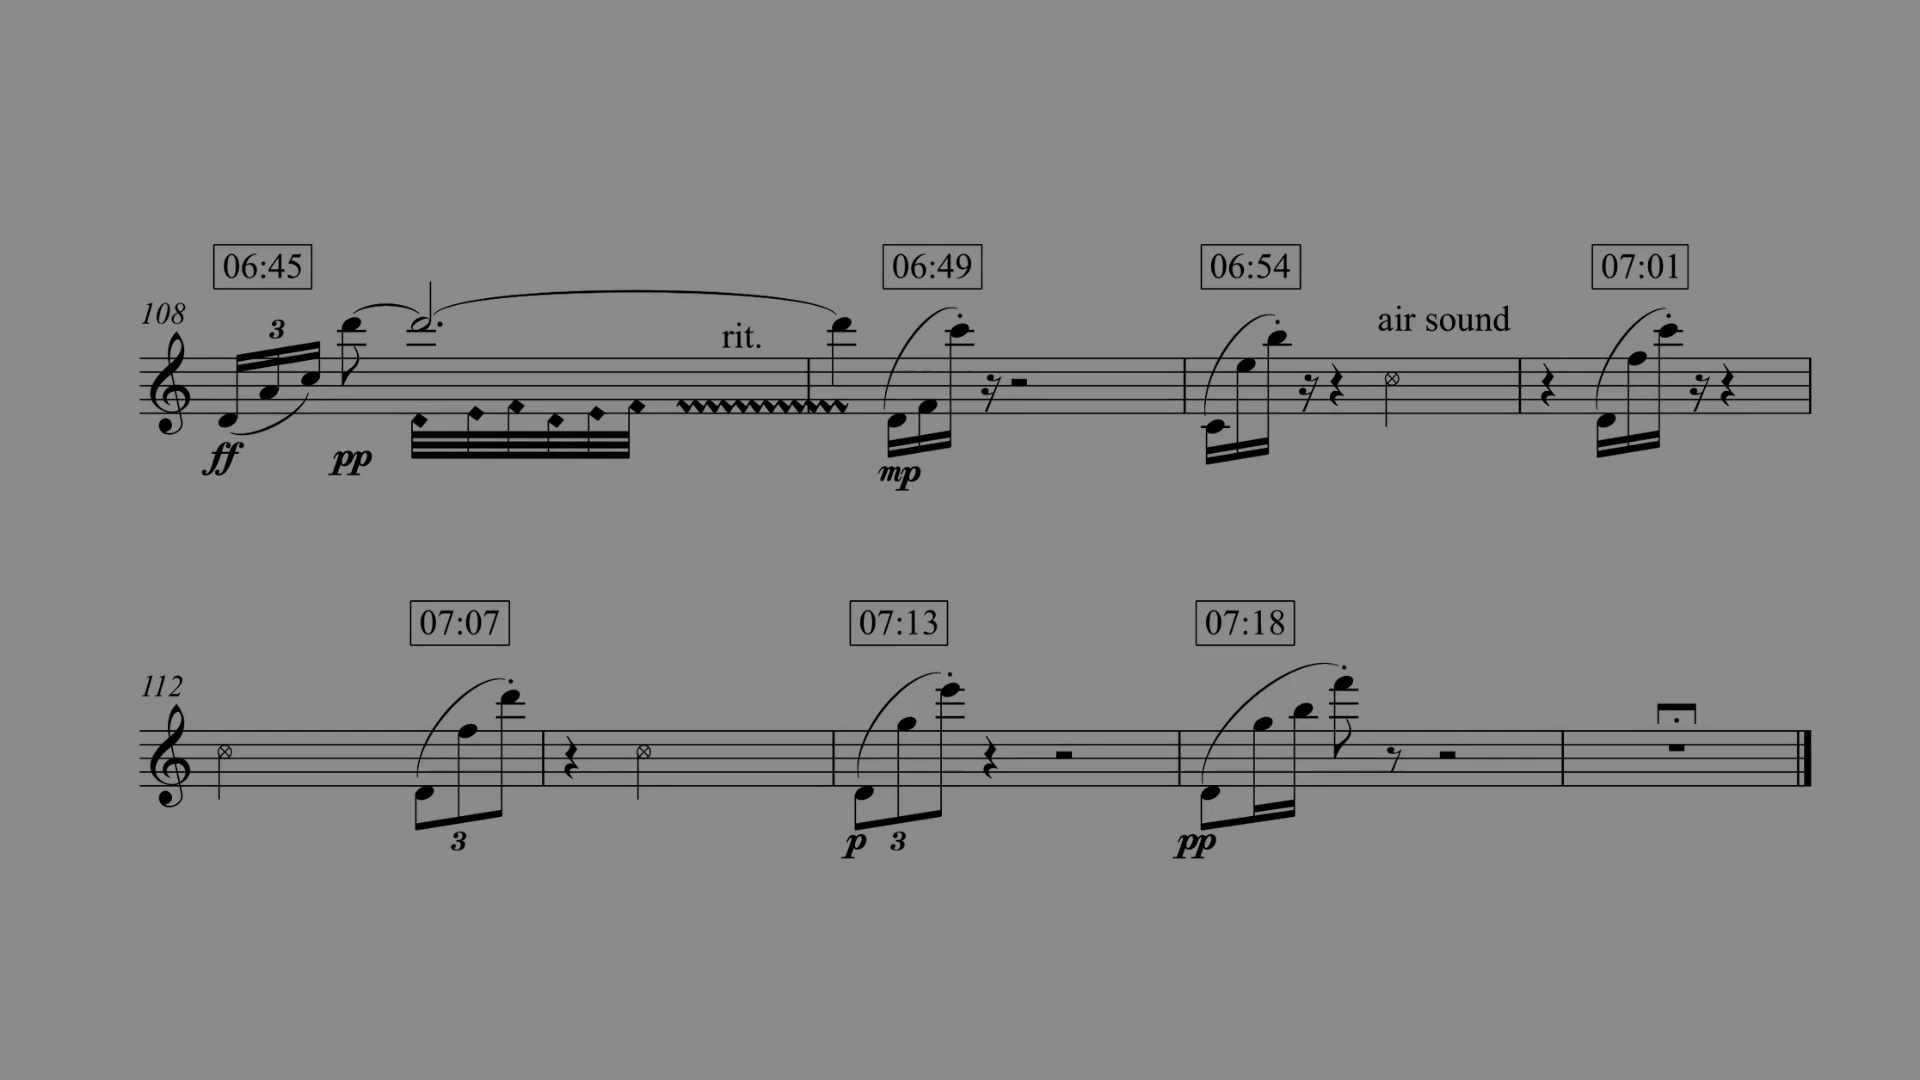 06:45 06:49 06:54 07:01
108 3 rit. air sound
ff pp mp
07:07 07:13 07:18
112
3 p 3 pp